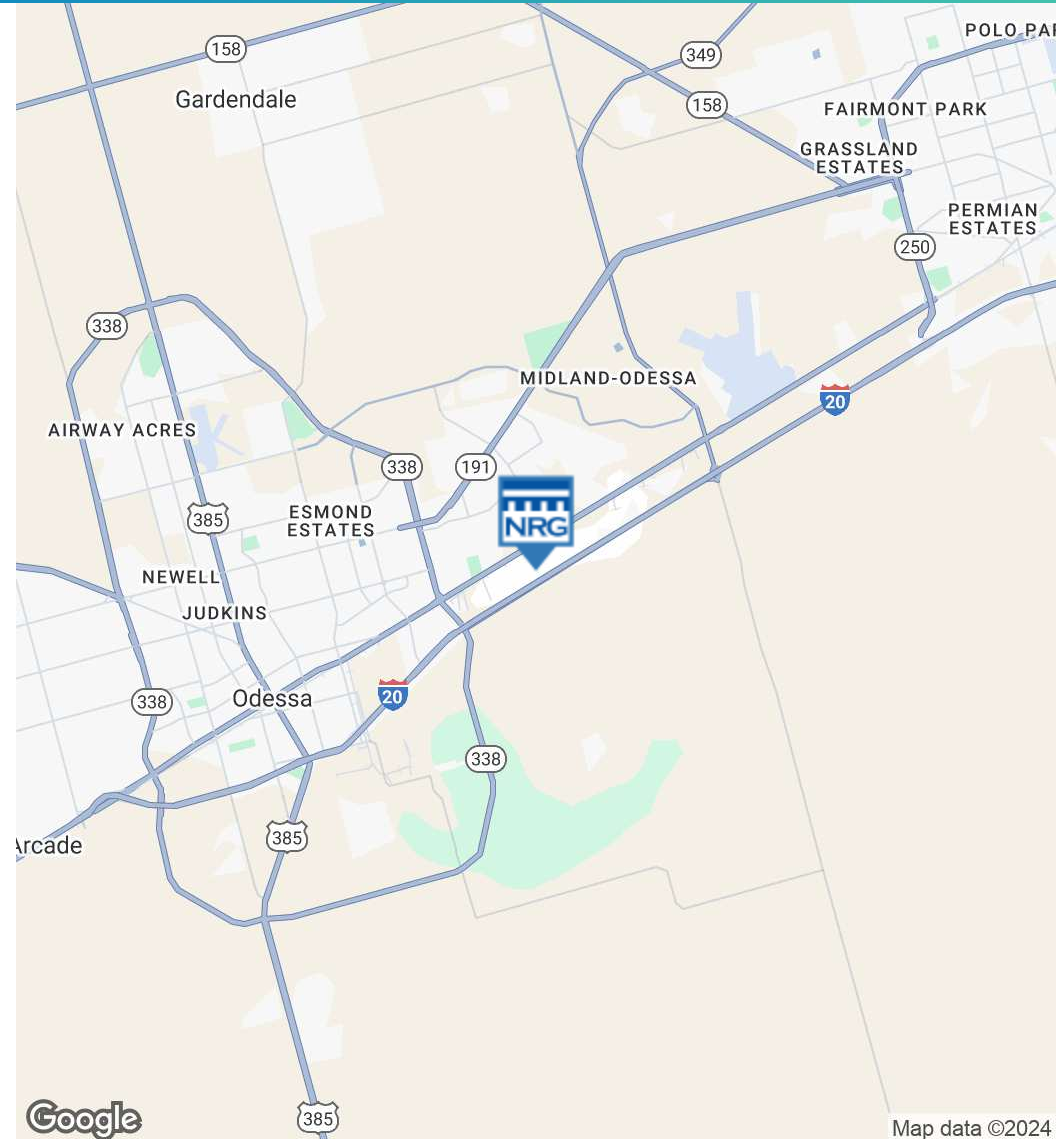 POLO PAR
158
349
Gardendale
158
FAIRMONT PARK
GRASSLAND
ESTATES
PERMIAN
ESTATES
250
338
MIDLAND-ODESSA
20
AIRWAY ACRES
338
191
385
ESMOND
ESTATES
NRG
NEWELL
JUDKINS
338
Odessa
20
338
385
Arcade
385
Google
Map data ©2024